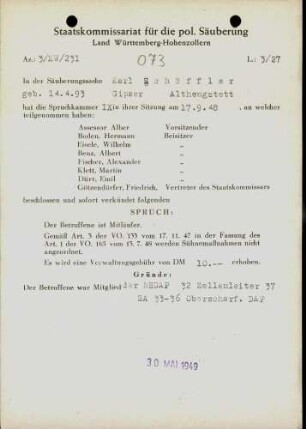 Staatskommissariat für die pol. Säuberung
Land Württemberg-Hohenzollern
Az.: 3/IV/231 073 L: 3/27
In der Säuberungssache Karl Schöffler
geb. 14.4.93 Gipser Althengstett
hat die Spruchkammer IX in ihrer Sitzung am 17.9.48, an welcher
teilgenommen haben:
Assessor Alber Vorsitzender
Boden, Hermann Beisitzer
Eisele, Wilhelm „
Benz, Albert „
Fischer, Alexander „
Klett, Martin „
Dürr, Emil „
Götzendörfer, Friedrich, Vertreter des Staatskommissars
beschlossen und sofort verkündet folgenden
SPRUCH:
Der Betroffene ist Mitläufer.
Gemäß Art. 3 der VO. 133 vom 17. 11. 47 in der Fassung des
Art. 1 der VO. 165 vom 13. 7. 48 werden Sühnemaßnahmen nicht
angeordnet.
Es wird eine Verwaltungsgebühr von DM 10.-- erhoben.
Gründe:
Der Betroffene war Mitglied der NSDAP 32 Zellenleiter 37
SA 33-36 Oberscharf. DAF
30 MAI 1949